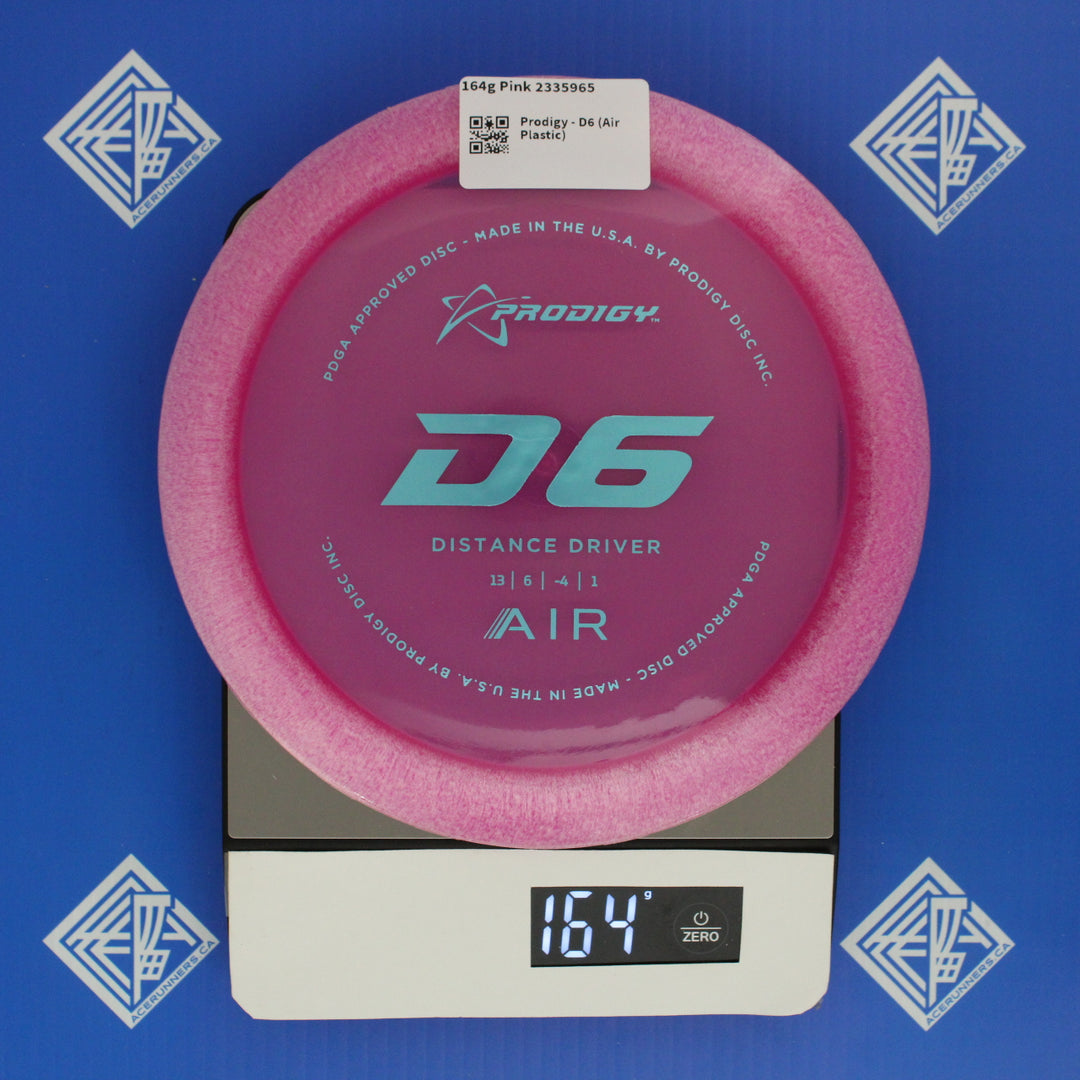 164g Pink 2335965
Prodigy - D6 (Air
Plastic)
PDGA APPROVED DISC - MADE IN THE U.S.A. BY PRODIGY DISC INC.
PRODIGY™
D6
DISTANCE DRIVER
13 | 6 | -4 | 1
AIR
PDGA APPROVED DISC - MADE IN THE U.S.A. BY PRODIGY DISC INC.
164 g
ZERO
ACERUNNERS.CA
ACERUNNERS.CA
ACERUNNERS.CA
ACERUNNERS.CA